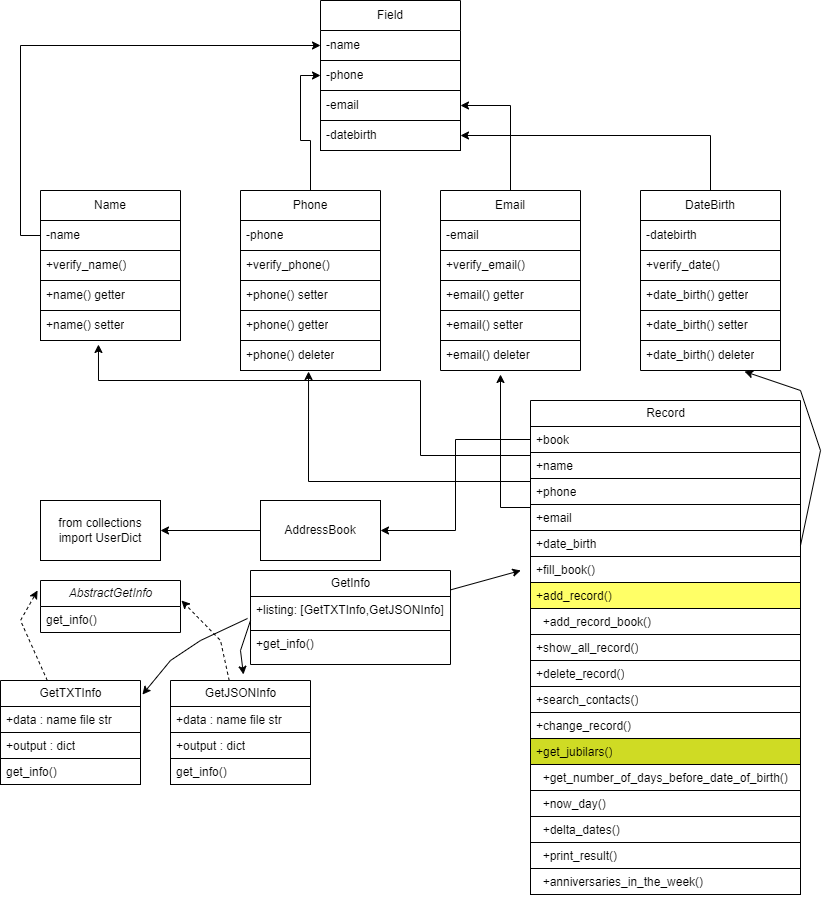 Field
-name
-phone
-email
-datebirth
Name
-name
+verify_name()
+name() getter
+name() setter
Phone
-phone
+verify_phone()
+phone() setter
+phone() getter
+phone() deleter
Email
-email
+verify_email()
+email() getter
+email() setter
+email() deleter
DateBirth
-datebirth
+verify_date()
+date_birth() getter
+date_birth() setter
+date_birth() deleter
Record
+book
+name
+phone
+email
+date_birth
+fill_book()
+add_record()
+add_record_book()
+show_all_record()
+delete_record()
+search_contacts()
+change_record()
+get_jubilars()
+get_number_of_days_before_date_of_birth()
+now_day()
+delta_dates()
+print_result()
+anniversaries_in_the_week()
from collections
import UserDict
AddressBook
AbstractGetInfo
get_info()
GetInfo
+listing: [GetTXTInfo,GetJSONInfo]
+get_info()
GetTXTInfo
+data : name file str
+output : dict
get_info()
GetJSONInfo
+data : name file str
+output : dict
get_info()